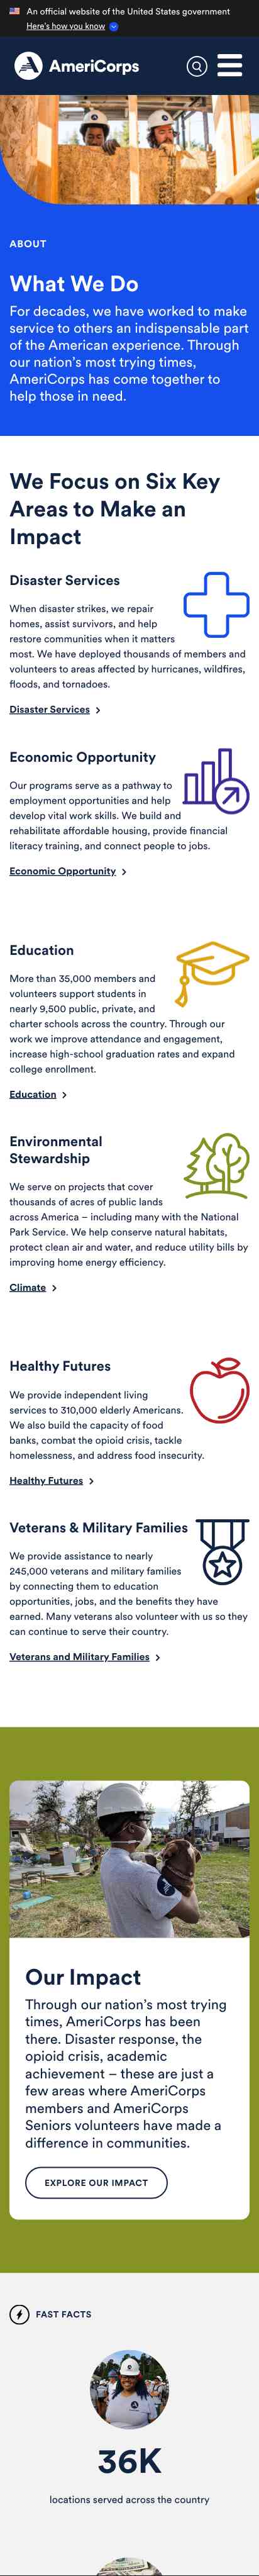 An official website of the United States government
Here's how you know
AmeriCorps
ABOUT
What We Do
For decades, we have worked to make
service to others an indispensable part
of the American experience. Through
our nation's most trying times,
AmeriCorps has come together to
help those in need.
We Focus on Six Key
Areas to Make an
Impact
Disaster Services
When disaster strikes, we repair
homes, assist survivors, and help
restore communities when it matters
most. We have deployed thousands of members and
volunteers to areas affected by hurricanes, wildfires,
floods, and tornadoes.
Disaster Services
Economic Opportunity
Our programs serve as a pathway to
employment opportunities and help
develop vital work skills. We build and
rehabilitate affordable housing, provide financial
literacy training, and connect people to jobs.
Economic Opportunity
Education
More than 35,000 members and
volunteers support students in
nearly 9,500 public, private, and
charter schools across the country. Through our
work we improve attendance and engagement,
increase high-school graduation rates and expand
college enrollment.
Education
Environmental
Stewardship
We serve on projects that cover
thousands of acres of public lands
across America – including many with the National
Park Service. We help conserve natural habitats,
protect clean air and water, and reduce utility bills by
improving home energy efficiency.
Climate
Healthy Futures
We provide independent living
services to 310,000 elderly Americans.
We also build the capacity of food
banks, combat the opioid crisis, tackle
homelessness, and address food insecurity.
Healthy Futures
Veterans & Military Families
We provide assistance to nearly
245,000 veterans and military families
by connecting them to education
opportunities, jobs, and the benefits they have
earned. Many veterans also volunteer with us so they
can continue to serve their country.
Veterans and Military Families
Our Impact
Through our nation's most trying
times, AmeriCorps has been
there. Disaster response, the
opioid crisis, academic
achievement – these are just a
few areas where AmeriCorps
members and AmeriCorps
Seniors volunteers have made a
difference in communities.
EXPLORE OUR IMPACT
FAST FACTS
36K
locations served across the country